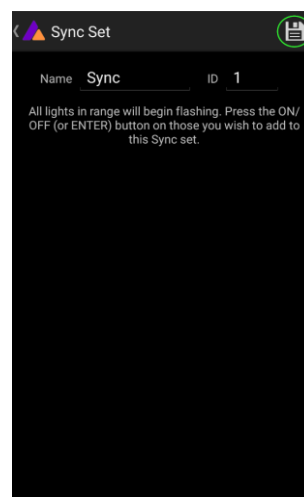 Sync Set
Name Sync ID 1
All lights in range will begin flashing. Press the ON/
OFF (or ENTER) button on those you wish to add to
this Sync set.